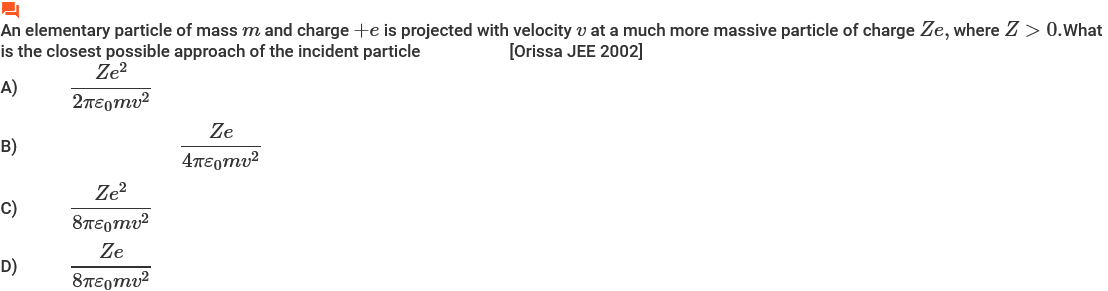 An elementary particle of mass m and charge +e is projected with velocity v at a much more massive particle of charge Ze, where Z > 0.What
is the closest possible approach of the incident particle [Orissa JEE 2002]
A) \frac{Ze^2}{2\pi\varepsilon_0 mv^2}
B) \frac{Ze}{4\pi\varepsilon_0 mv^2}
C) \frac{Ze^2}{8\pi\varepsilon_0 mv^2}
D) \frac{Ze}{8\pi\varepsilon_0 mv^2}